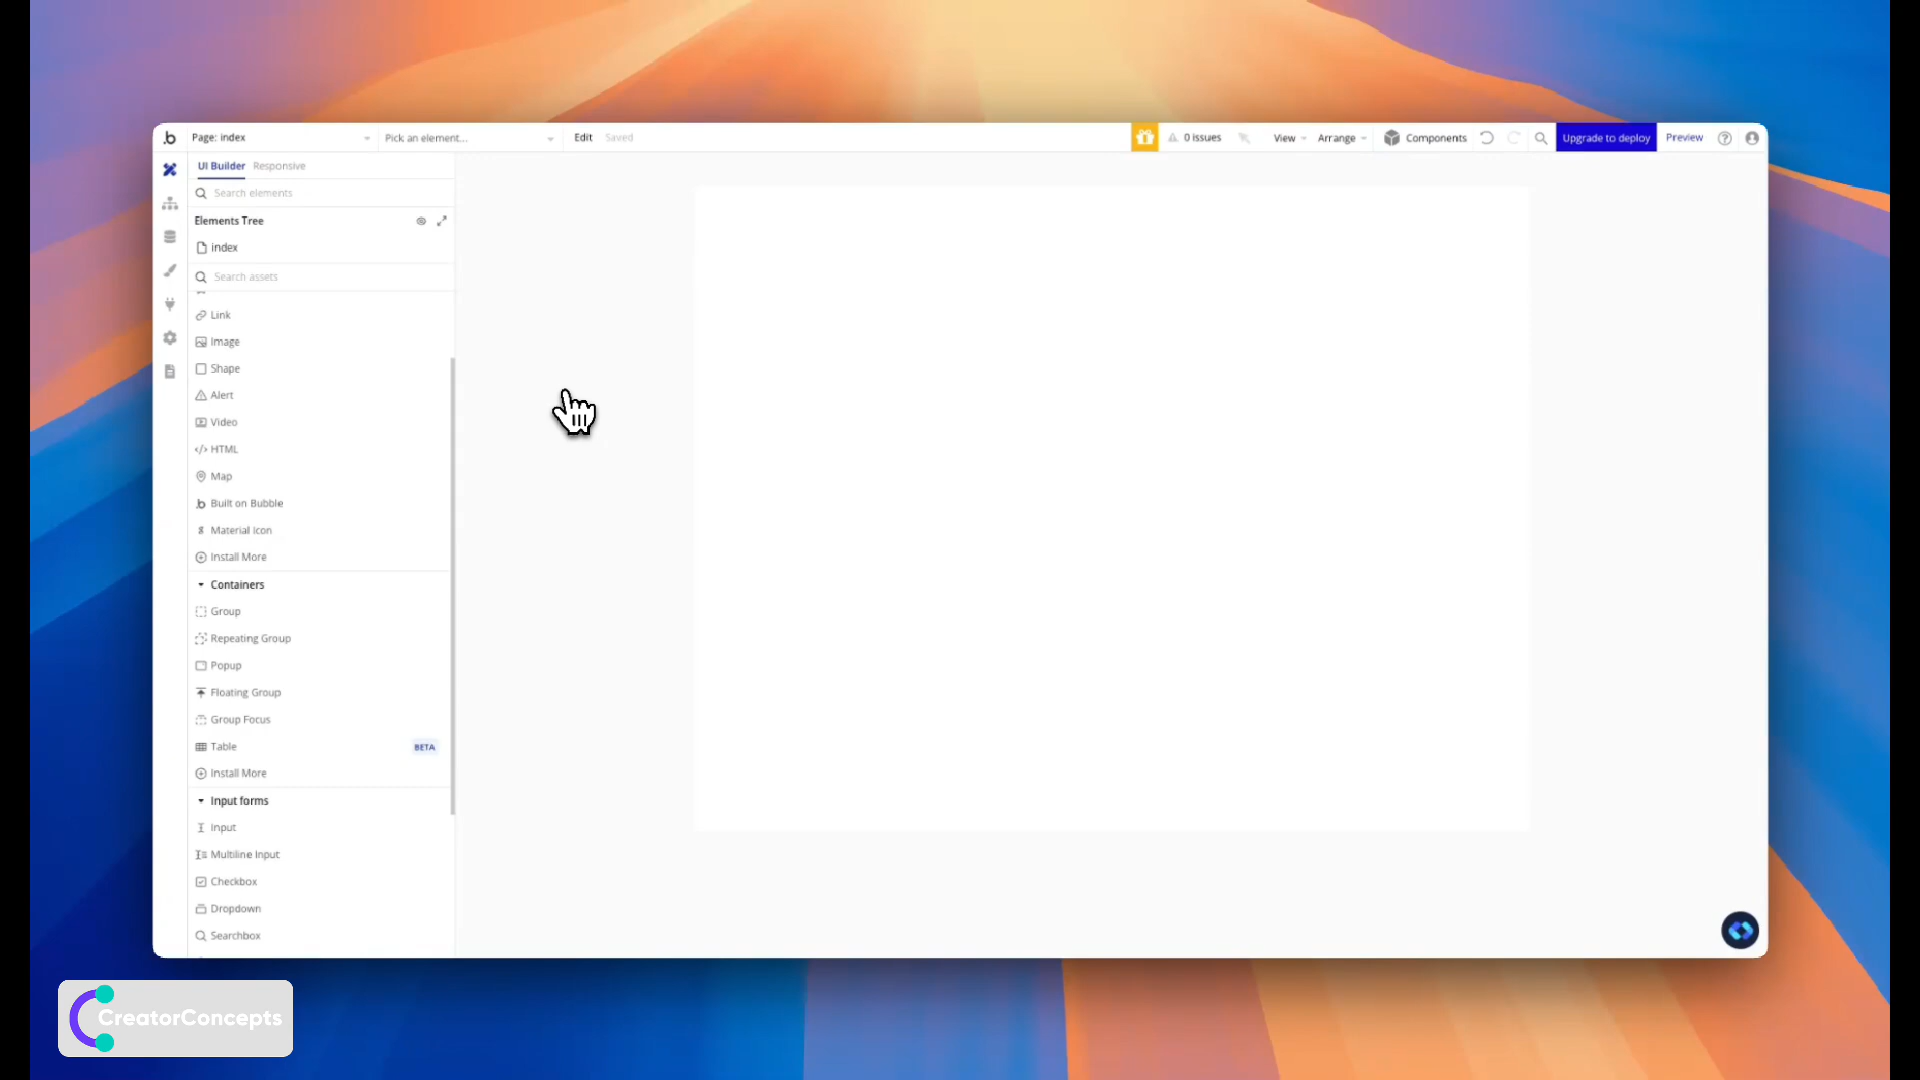 Page: index
Pick an element...
Edit
Saved
0 issues
View
Arrange
Components
Upgrade to deploy
Preview
UI Builder
Responsive
Search elements
Elements Tree
index
Search assets
Link
Image
Shape
Alert
Video
HTML
Map
Built on Bubble
Material Icon
Install More
Containers
Group
Repeating Group
Popup
Floating Group
Group Focus
Table
BETA
Install More
Input forms
Input
Multiline Input
Checkbox
Dropdown
Searchbox
CreatorConcepts